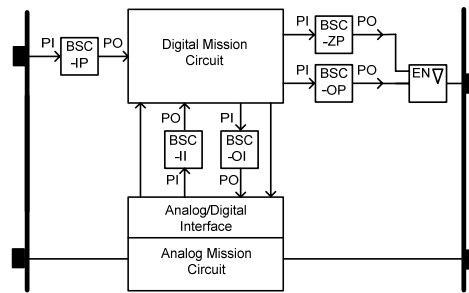 PI
BSC
-IP
PO
Digital Mission
Circuit
PI
BSC
-ZP
PO
PI
BSC
-OP
PO
EN∇
PO
BSC
-II
PI
PI
BSC
-OI
PO
Analog/Digital
Interface
Analog Mission
Circuit